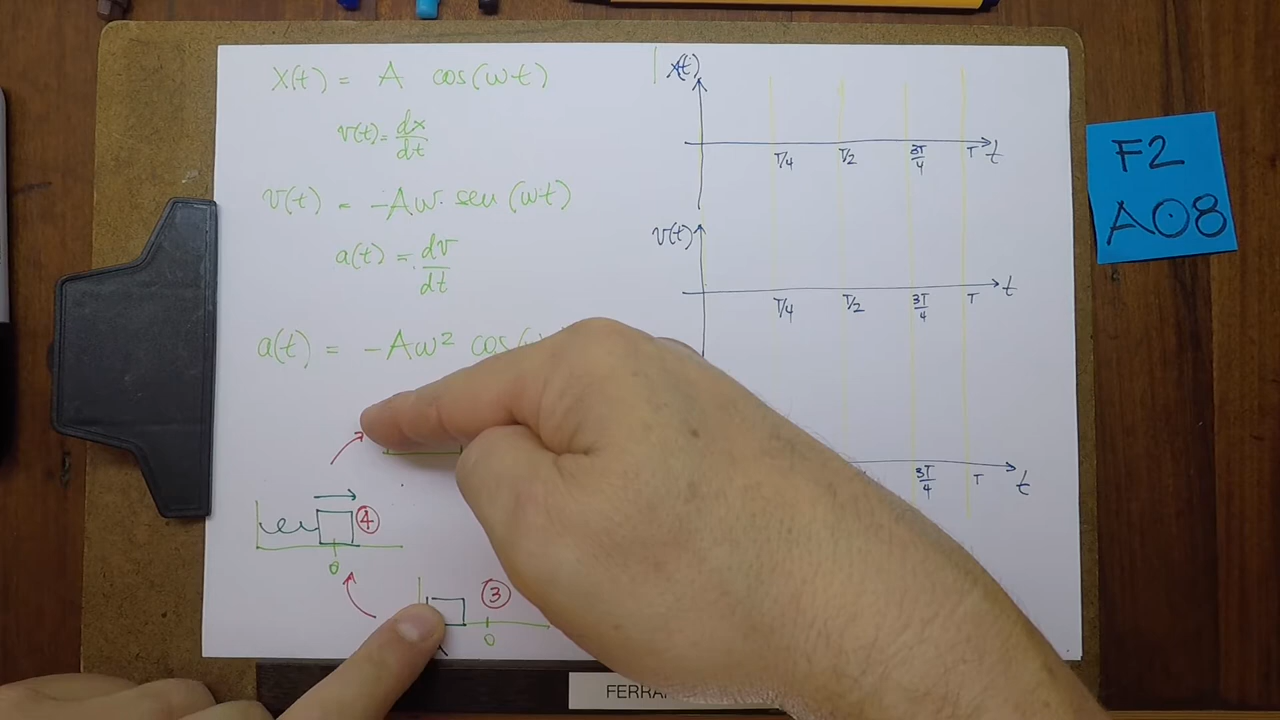 X(t) = A cos(ωt)
v(t) = dx/dt
v(t) = -Aω· sen (ωt)
a(t) = dv/dt
a(t) = -Aω² cos(
4
0
3
0
x(t)
T/4 T/2 3T/4 T t
v(t)
T/4 T/2 3T/4 T t
3T/4 T t
F2
A08